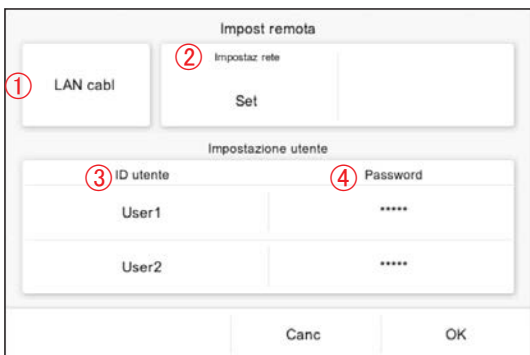 Impost remota
① LAN cabl
② Impostaz rete
Set
Impostazione utente
③ ID utente
④ Password
User1 *****
User2 *****
Canc OK